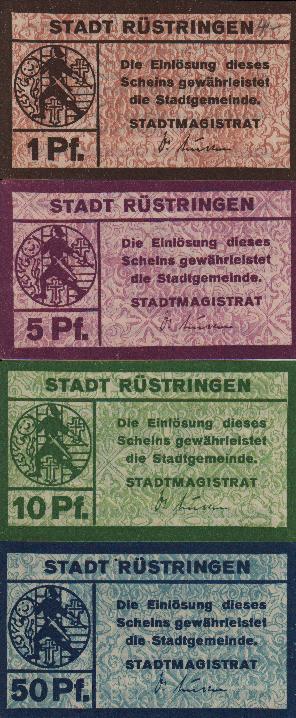 STADT RÜSTRINGEN
Die Einlösung dieses
Scheins gewährleistet
die Stadtgemeinde.
STADTMAGISTRAT
1 Pf.
STADT RÜSTRINGEN
Die Einlösung dieses
Scheins gewährleistet
die Stadtgemeinde.
STADTMAGISTRAT
5 Pf.
STADT RÜSTRINGEN
Die Einlösung dieses
Scheins gewährleistet
die Stadtgemeinde.
STADTMAGISTRAT
10 Pf.
STADT RÜSTRINGEN
Die Einlösung dieses
Scheins gewährleistet
die Stadtgemeinde.
STADTMAGISTRAT
50 Pf.